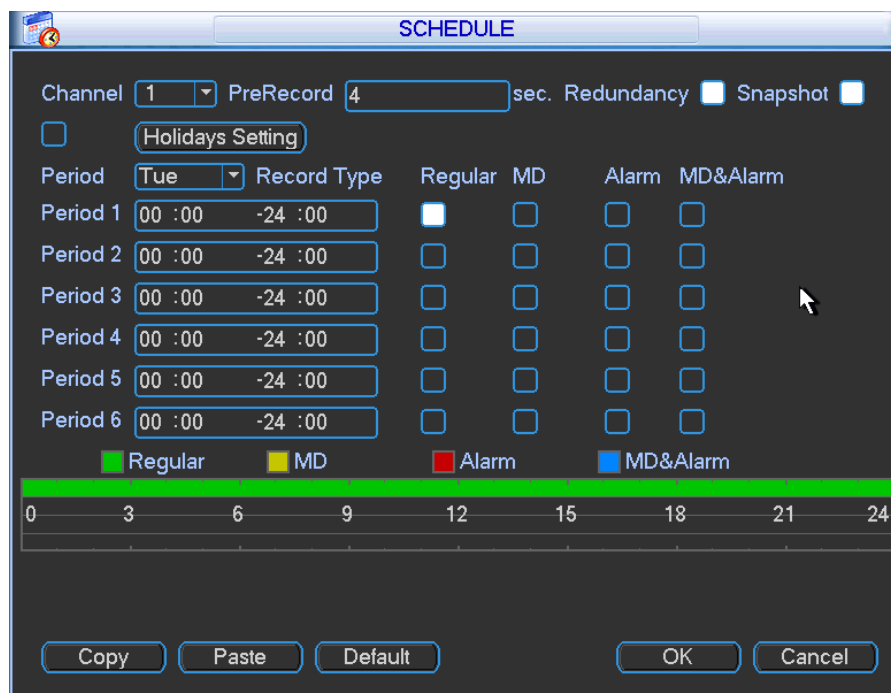 SCHEDULE
Channel 1 PreRecord 4 sec. Redundancy Snapshot
Holidays Setting
Period Tue Record Type Regular MD Alarm MD&Alarm
Period 1 00 :00 -24 :00
Period 2 00 :00 -24 :00
Period 3 00 :00 -24 :00
Period 4 00 :00 -24 :00
Period 5 00 :00 -24 :00
Period 6 00 :00 -24 :00
Regular MD Alarm MD&Alarm
0 3 6 9 12 15 18 21 24
Copy Paste Default OK Cancel